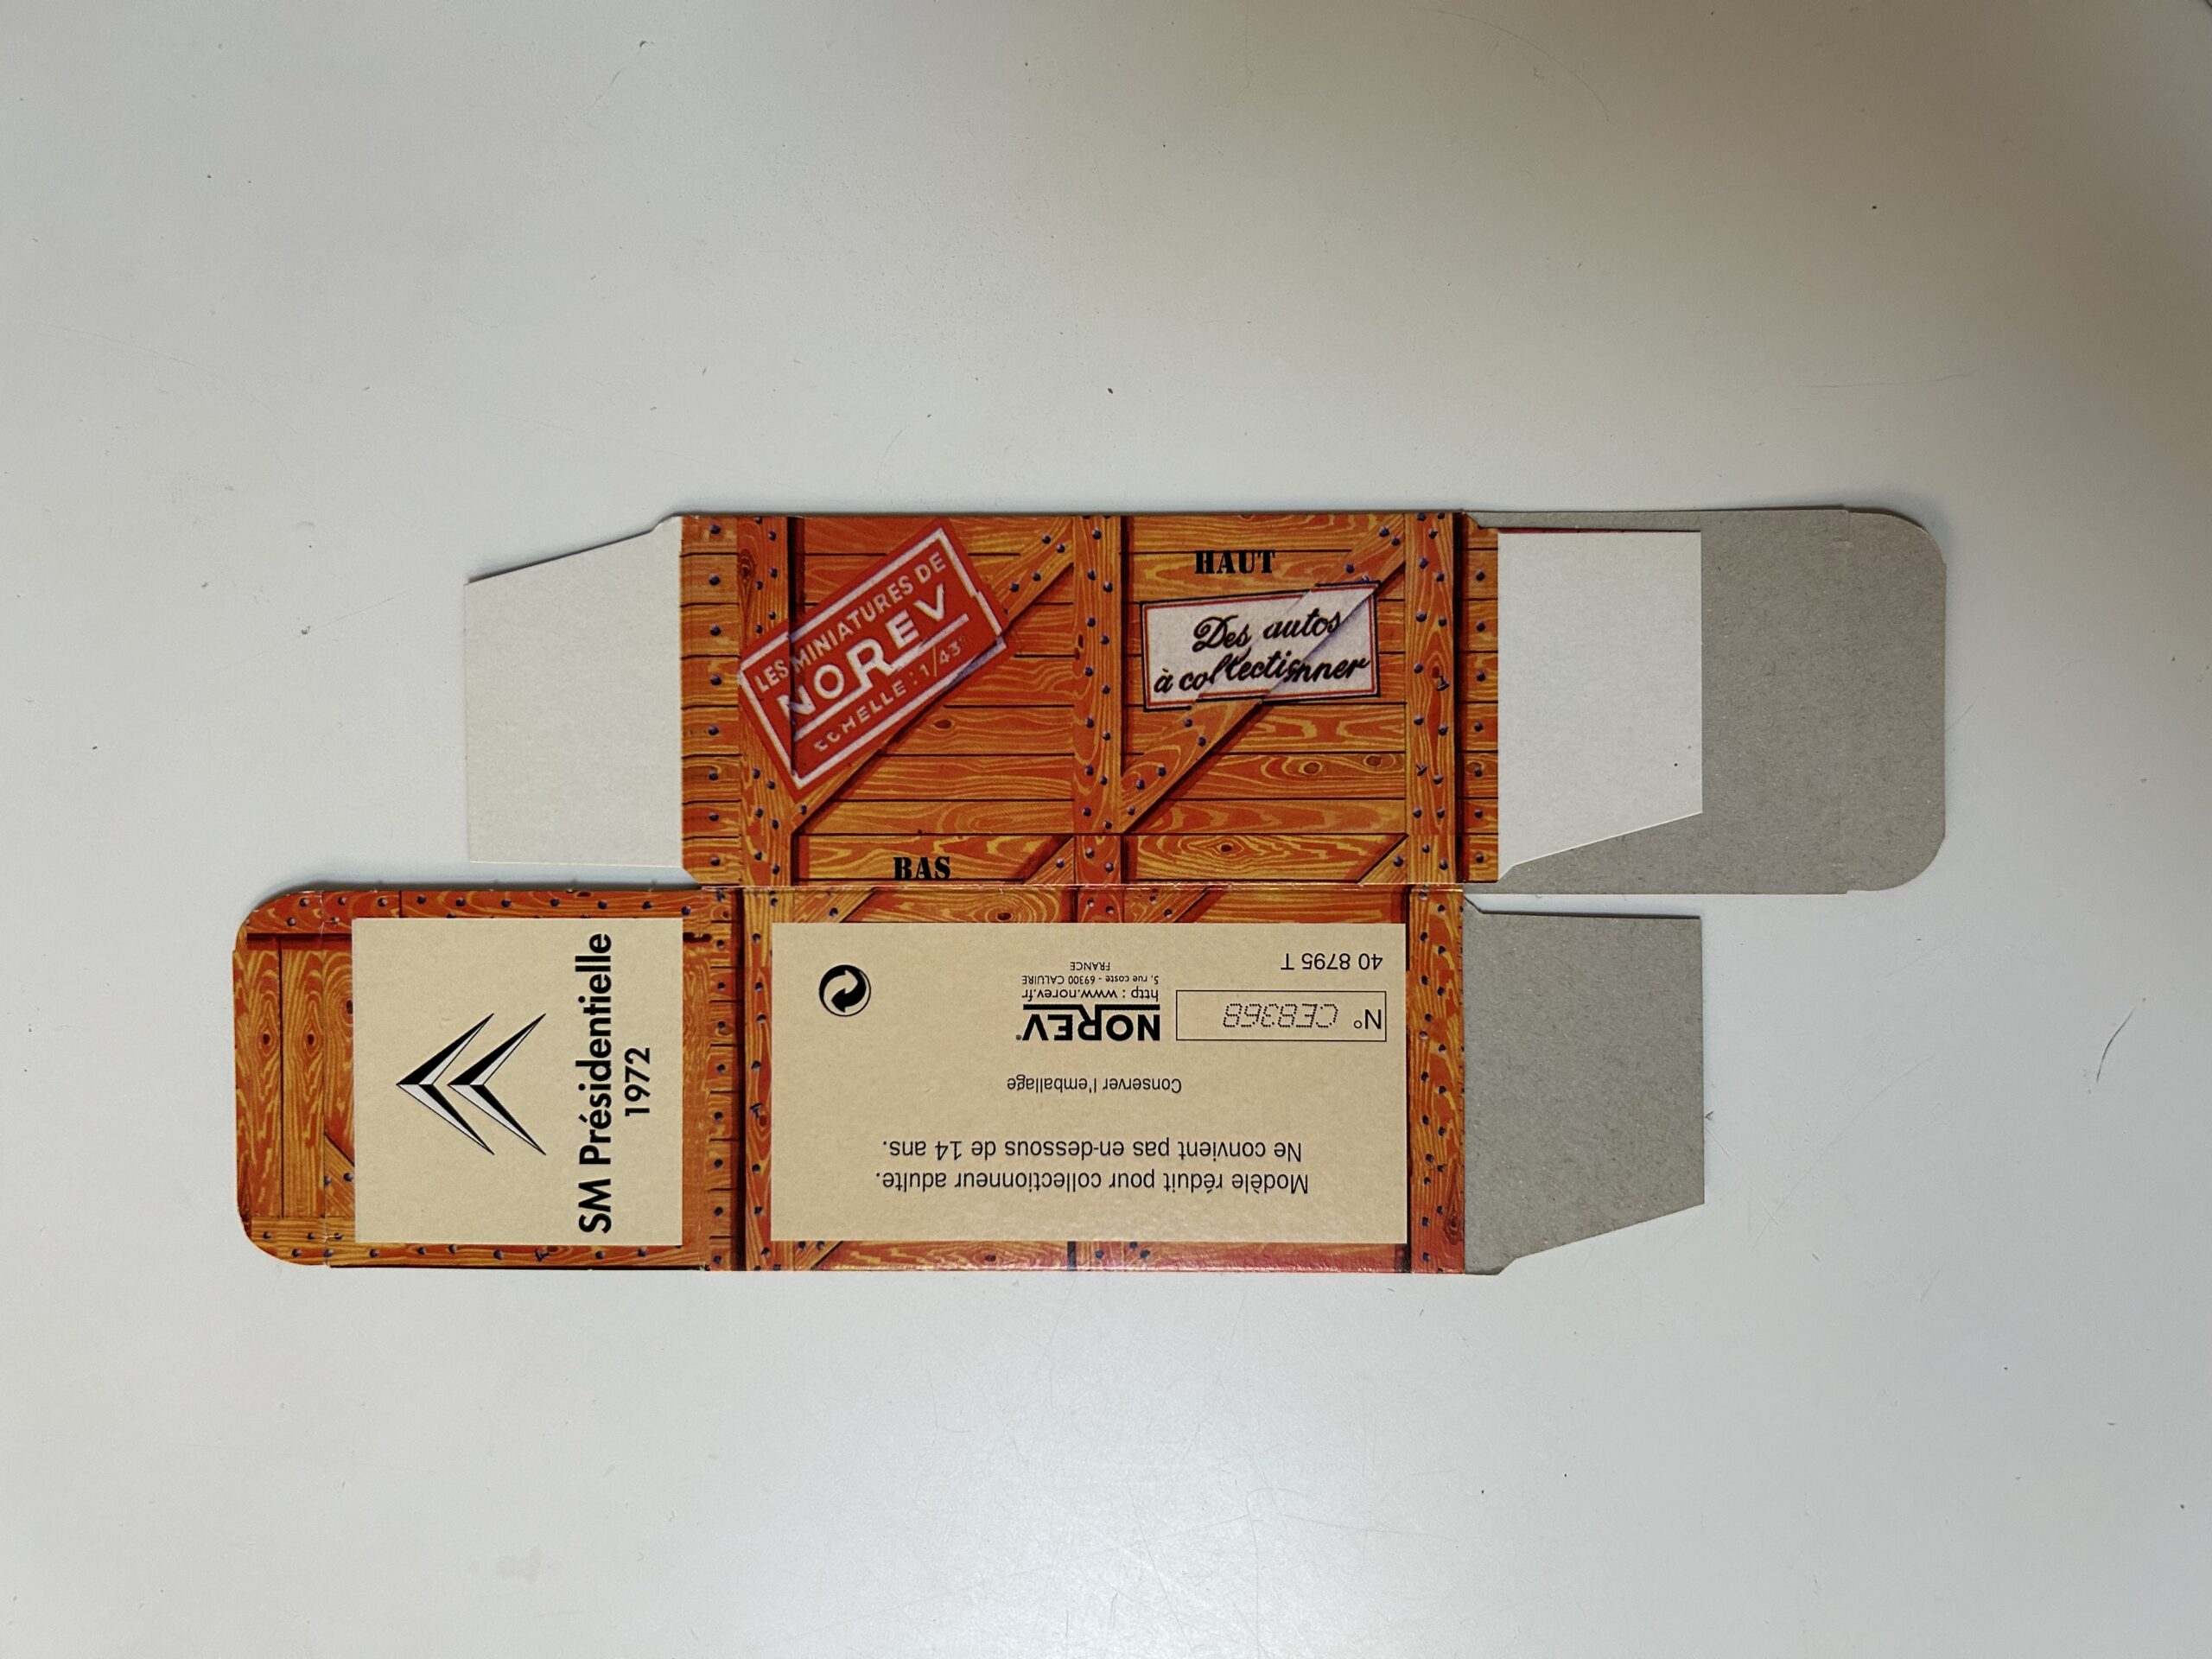 LES MINIATURES DE
NOREV
ECHELLE : 1/43e
HAUT
Des autos
à collectionner
BAS
SM Présidentielle
1972
Modèle réduit pour collectionneur adulte.
Ne convient pas en-dessous de 14 ans.
Conserver l'emballage
N° CE8368
NOREV®
http : www.norev.fr
5, rue coste - 69300 CALUIRE
FRANCE
40 8795 T